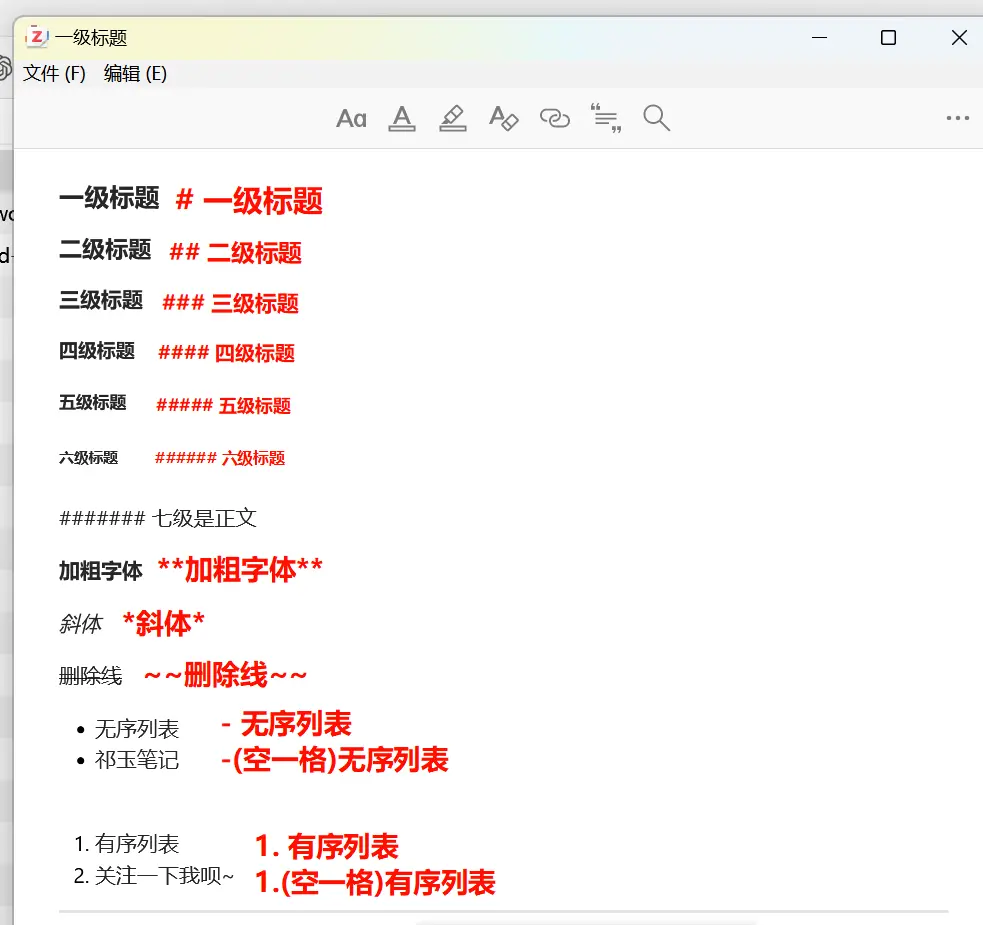 一级标题
文件 (F) 编辑 (E)
Aa A A
一级标题 # 一级标题
二级标题 ## 二级标题
三级标题 ### 三级标题
四级标题 #### 四级标题
五级标题 ##### 五级标题
六级标题 ###### 六级标题
####### 七级是正文
加粗字体 **加粗字体**
斜体 *斜体*
删除线 ~~删除线~~
• 无序列表 - 无序列表
• 祁玉笔记 -(空一格)无序列表
1. 有序列表 1. 有序列表
2. 关注一下我呗~ 1.(空一格)有序列表